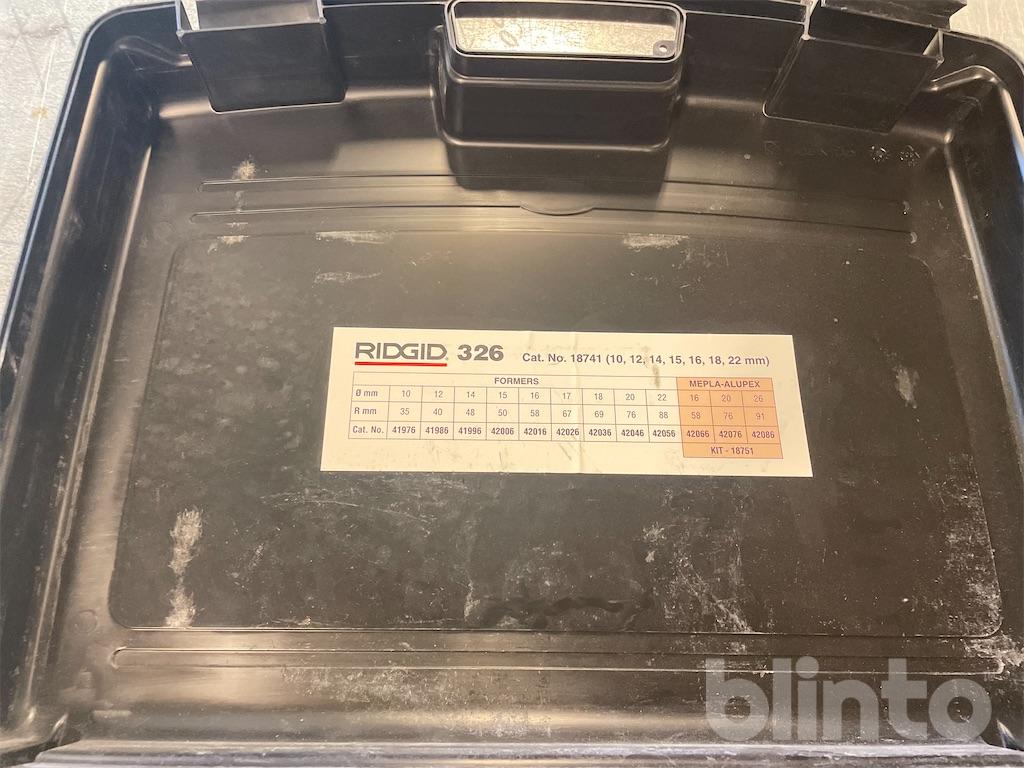 RIDGID 326 Cat. No. 18741 (10, 12, 14, 15, 16, 18, 22 mm)
FORMERS MEPLA-ALUPEX
Ø mm 10 12 14 15 16 17 18 20 22 16 20 26
R mm 35 40 48 50 58 67 69 76 88 58 76 91
Cat. No. 41976 41986 41996 42006 42016 42026 42036 42046 42056 42066 42076 42086
KIT - 18751
blinto